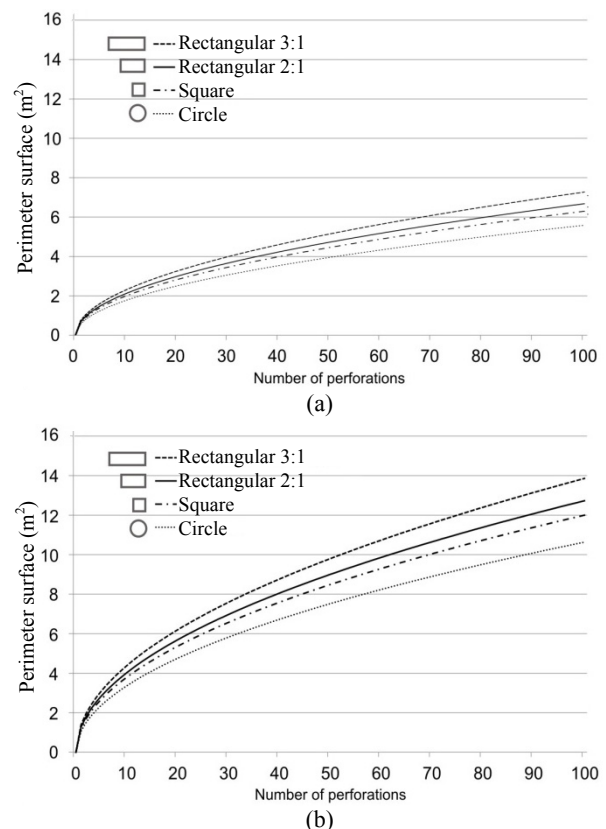 16
14
12
10
8
6
4
2
0
Perimeter surface (m²)
Rectangular 3:1
Rectangular 2:1
Square
Circle
0 10 20 30 40 50 60 70 80 90 100
Number of perforations
(a)
16
14
12
10
8
6
4
2
0
Perimeter surface (m²)
Rectangular 3:1
Rectangular 2:1
Square
Circle
0 10 20 30 40 50 60 70 80 90 100
Number of perforations
(b)